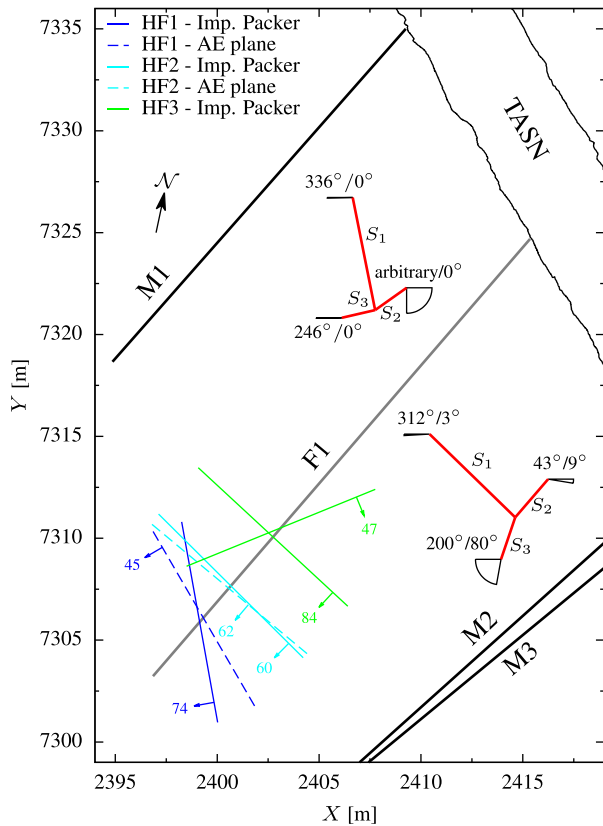 HF1 - Imp. Packer
HF1 - AE plane
HF2 - Imp. Packer
HF2 - AE plane
HF3 - Imp. Packer
TASN
N
M1
336°/0°
S1
arbitrary/0°
S3
S2
246°/0°
F1
312°/3°
S1
43°/9°
S2
200°/80°
S3
47
45
84
62
60
74
M2
M3
7335
7330
7325
7320
7315
7310
7305
7300
Y [m]
2395
2400
2405
2410
2415
X [m]